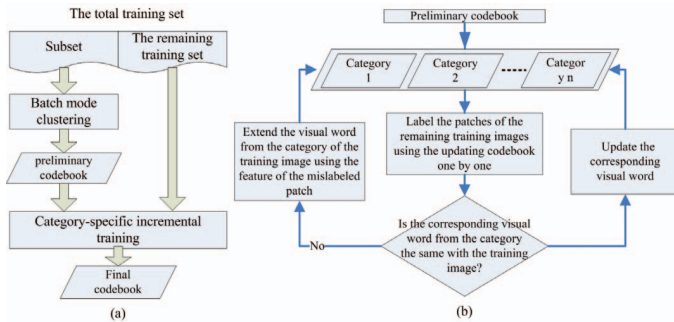 The total training set
Subset
The remaining
training set
Batch mode
clustering
preliminary
codebook
Category-specific incremental
training
Final
codebook
(a)
Preliminary codebook
Category
1
Category
2
Categor
y n
Extend the visual word
from the category of the
training image using the
feature of the mislabeled
patch
Label the patches of the
remaining training images
using the updating codebook
one by one
Update the
corresponding
visual word
Is the corresponding visual
word from the category
the same with the training
image?
No
(b)